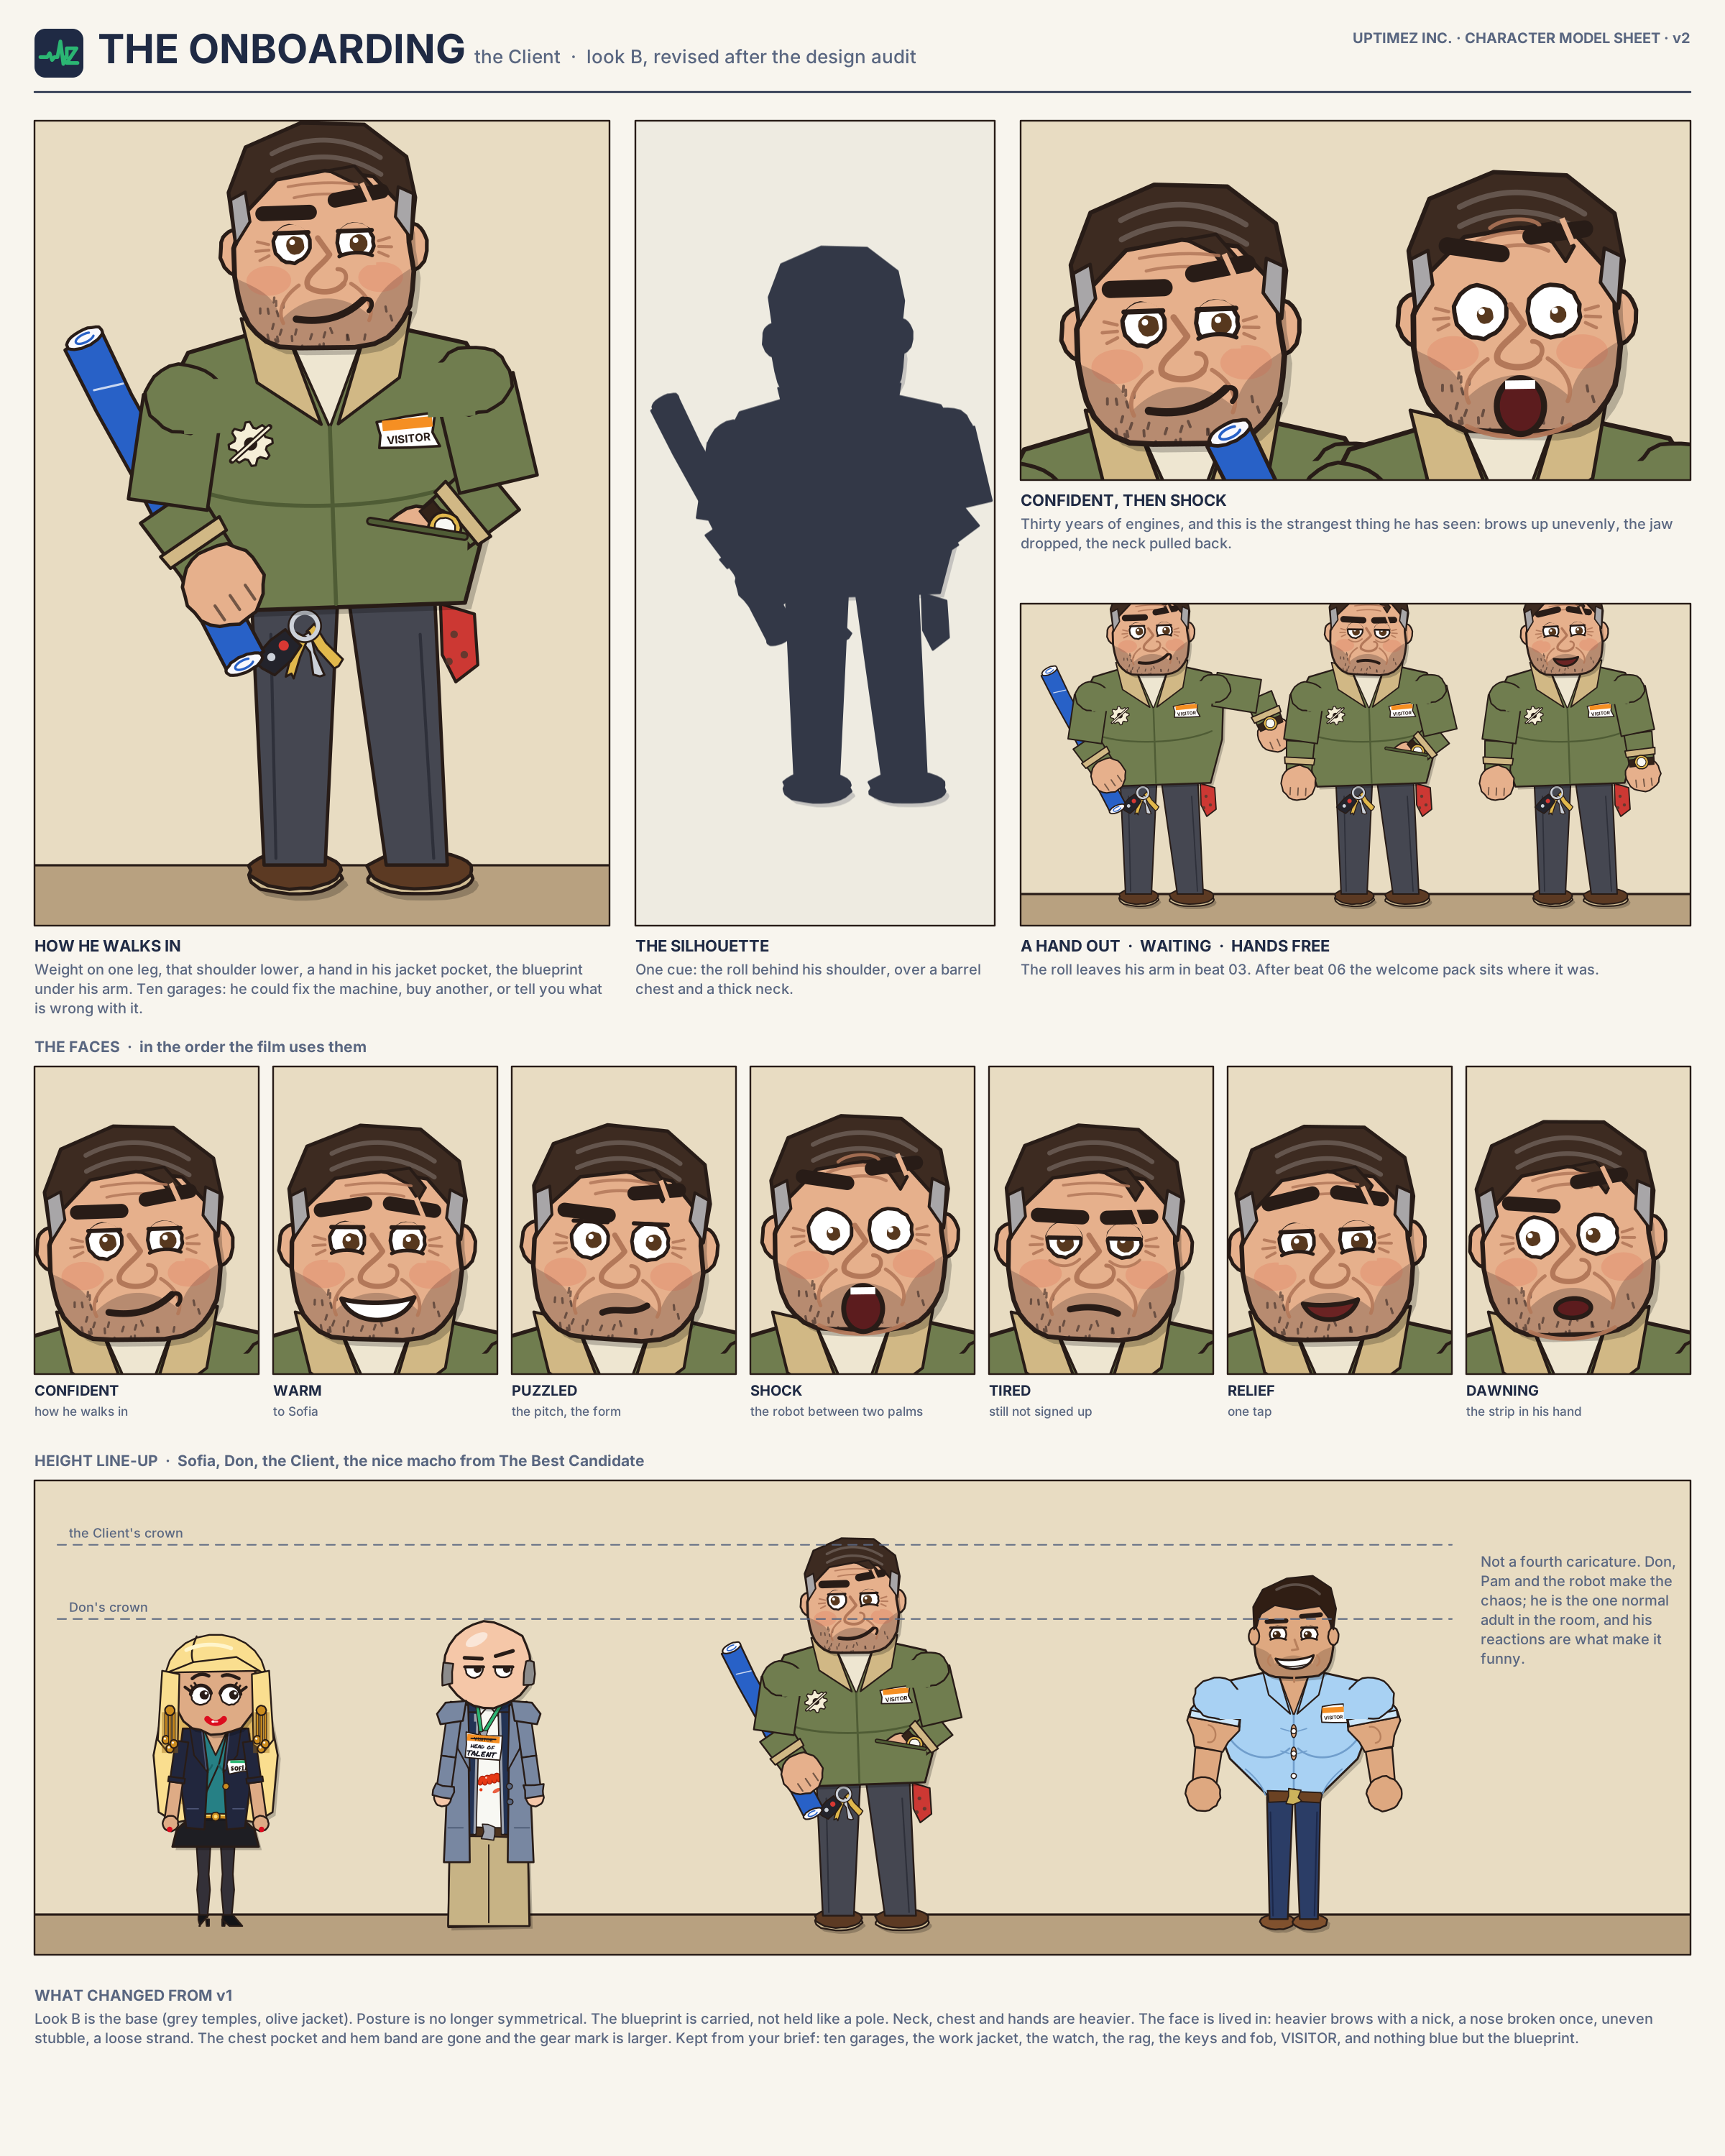 THE ONBOARDING the Client · look B, revised after the design audit
UPTIMEZ INC. · CHARACTER MODEL SHEET · v2
VISITOR
HOW HE WALKS IN
Weight on one leg, that shoulder lower, a hand in his jacket pocket, the blueprint
under his arm. Ten garages: he could fix the machine, buy another, or tell you what
is wrong with it.
THE SILHOUETTE
One cue: the roll behind his shoulder, over a barrel
chest and a thick neck.
CONFIDENT, THEN SHOCK
Thirty years of engines, and this is the strangest thing he has seen: brows up unevenly, the jaw
dropped, the neck pulled back.
VISITOR
VISITOR
VISITOR
A HAND OUT · WAITING · HANDS FREE
The roll leaves his arm in beat 03. After beat 06 the welcome pack sits where it was.
THE FACES · in the order the film uses them
CONFIDENT
how he walks in
WARM
to Sofia
PUZZLED
the pitch, the form
SHOCK
the robot between two palms
TIRED
still not signed up
RELIEF
one tap
DAWNING
the strip in his hand
HEIGHT LINE-UP · Sofia, Don, the Client, the nice macho from The Best Candidate
the Client's crown
Don's crown
SOFI
HEAD OF
TALENT
VISITOR
VISITOR
Not a fourth caricature. Don,
Pam and the robot make the
chaos; he is the one normal
adult in the room, and his
reactions are what make it
funny.
WHAT CHANGED FROM v1
Look B is the base (grey temples, olive jacket). Posture is no longer symmetrical. The blueprint is carried, not held like a pole. Neck, chest and hands are heavier. The face is lived in: heavier brows with a nick, a nose broken once, uneven
stubble, a loose strand. The chest pocket and hem band are gone and the gear mark is larger. Kept from your brief: ten garages, the work jacket, the watch, the rag, the keys and fob, VISITOR, and nothing blue but the blueprint.